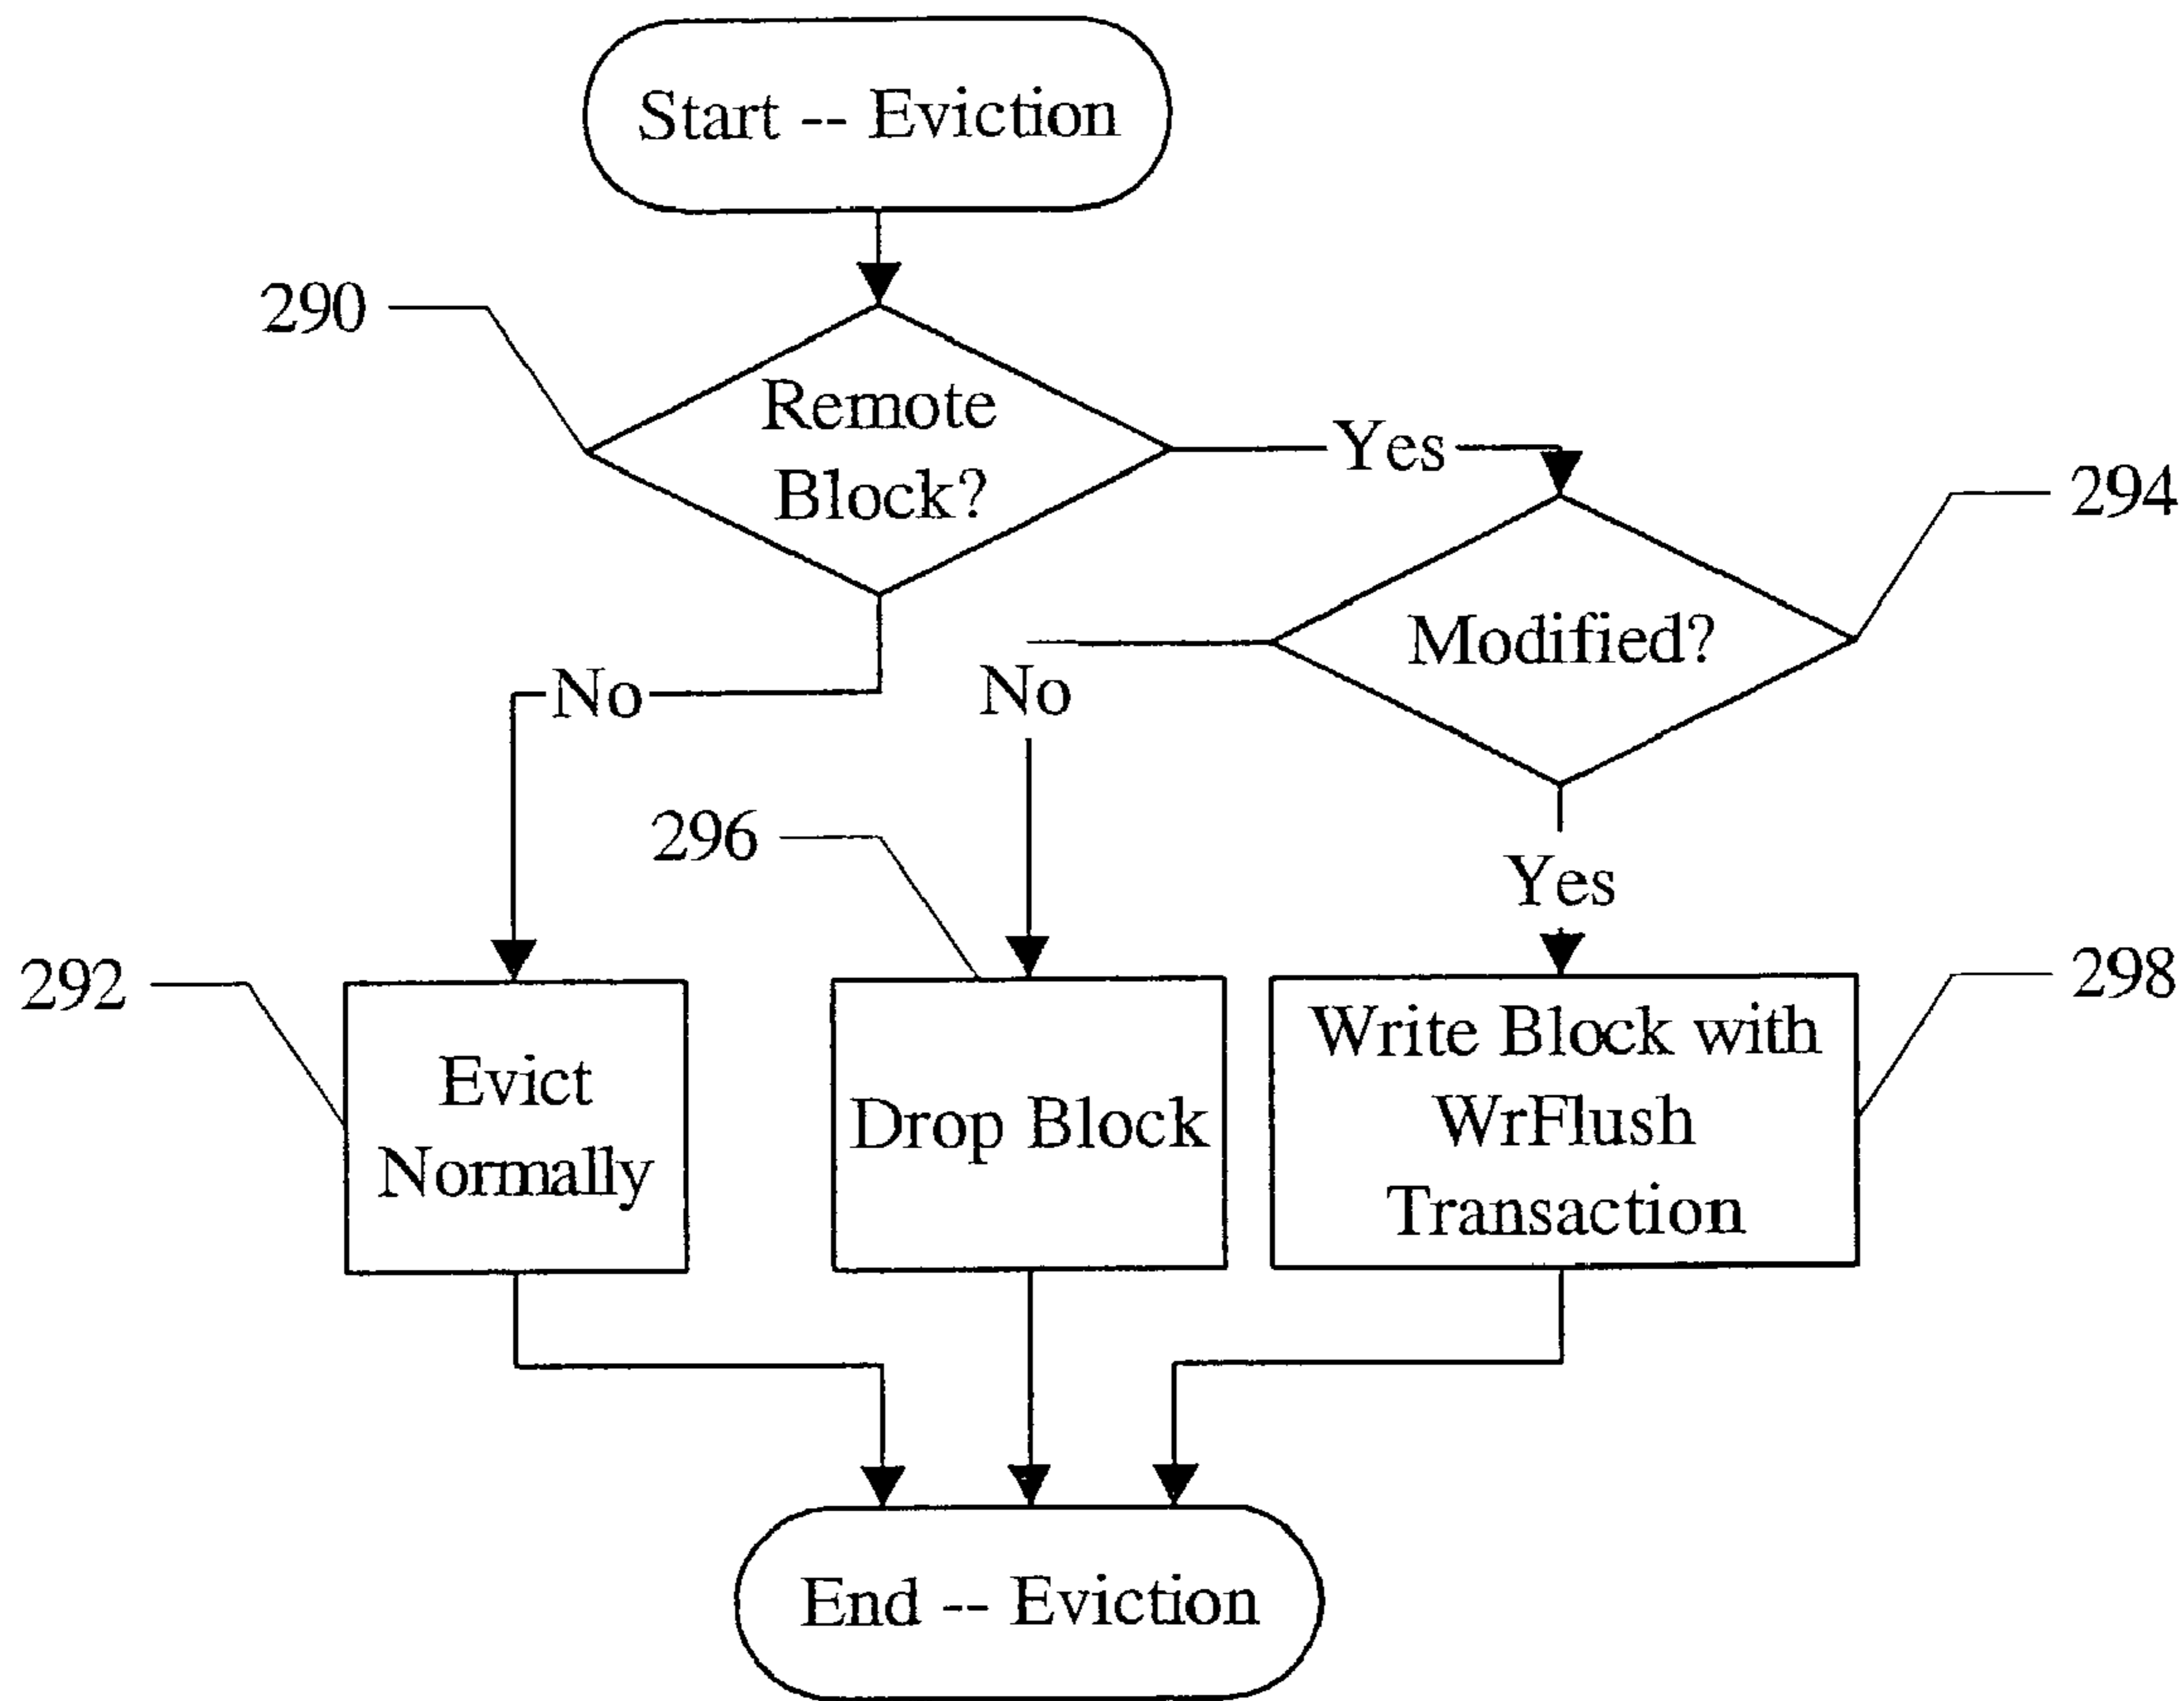 Start -- Eviction
290
Remote
Block?
Yes
294
Modified?
No
No
296
Yes
292
298
Evict
Normally
Drop Block
Write Block with
WrFlush
Transaction
End -- Eviction